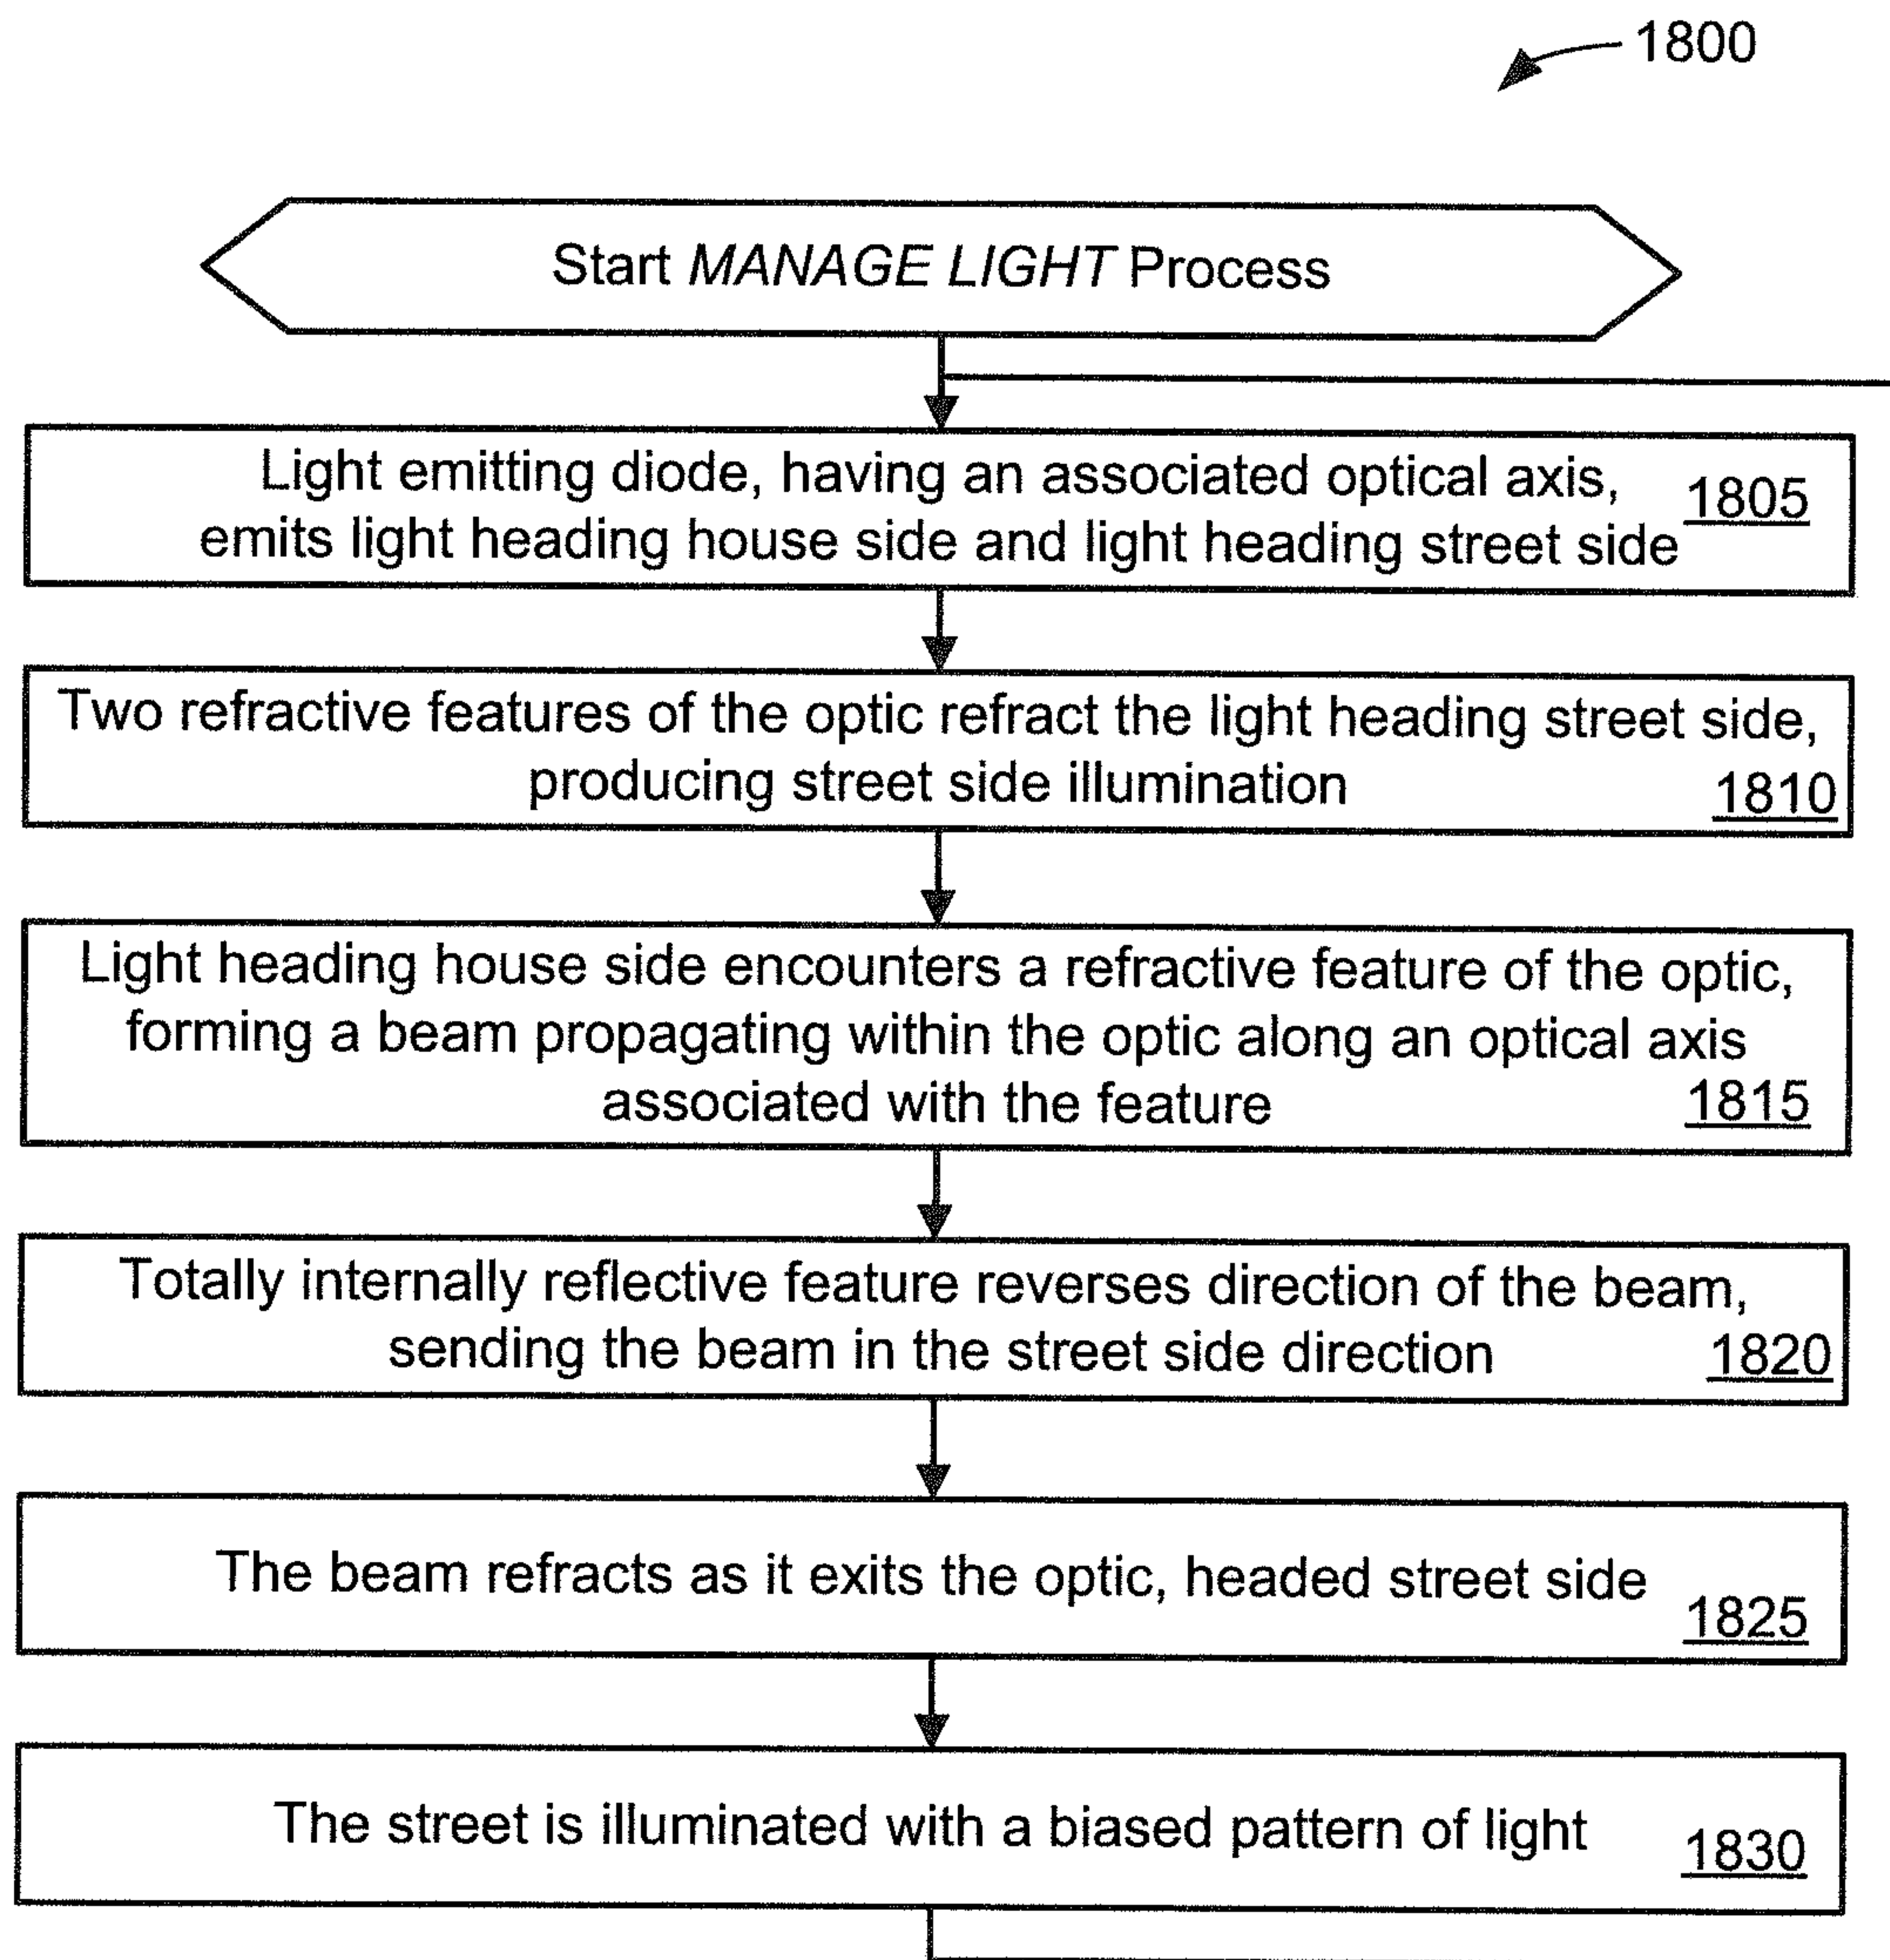 1800
Start MANAGE LIGHT Process
Light emitting diode, having an associated optical axis,
emits light heading house side and light heading street side
1805
Two refractive features of the optic refract the light heading street side,
producing street side illumination
1810
Light heading house side encounters a refractive feature of the optic,
forming a beam propagating within the optic along an optical axis
associated with the feature
1815
Totally internally reflective feature reverses direction of the beam,
sending the beam in the street side direction
1820
The beam refracts as it exits the optic, headed street side
1825
The street is illuminated with a biased pattern of light
1830